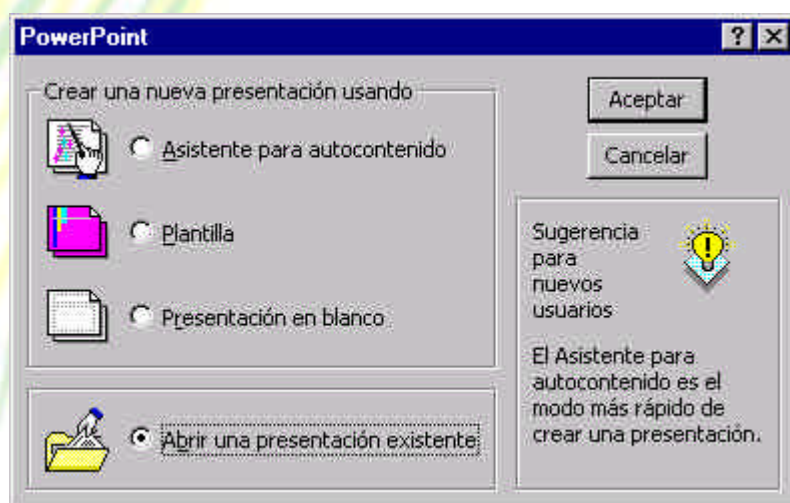 PowerPoint
Crear una nueva presentación usando
Asistente para autocontenido
Plantilla
Presentación en blanco
Abrir una presentación existente
Aceptar
Cancelar
Sugerencia
para
nuevos
usuarios
El Asistente para
autocontenido es el
modo más rápido de
crear una presentación.